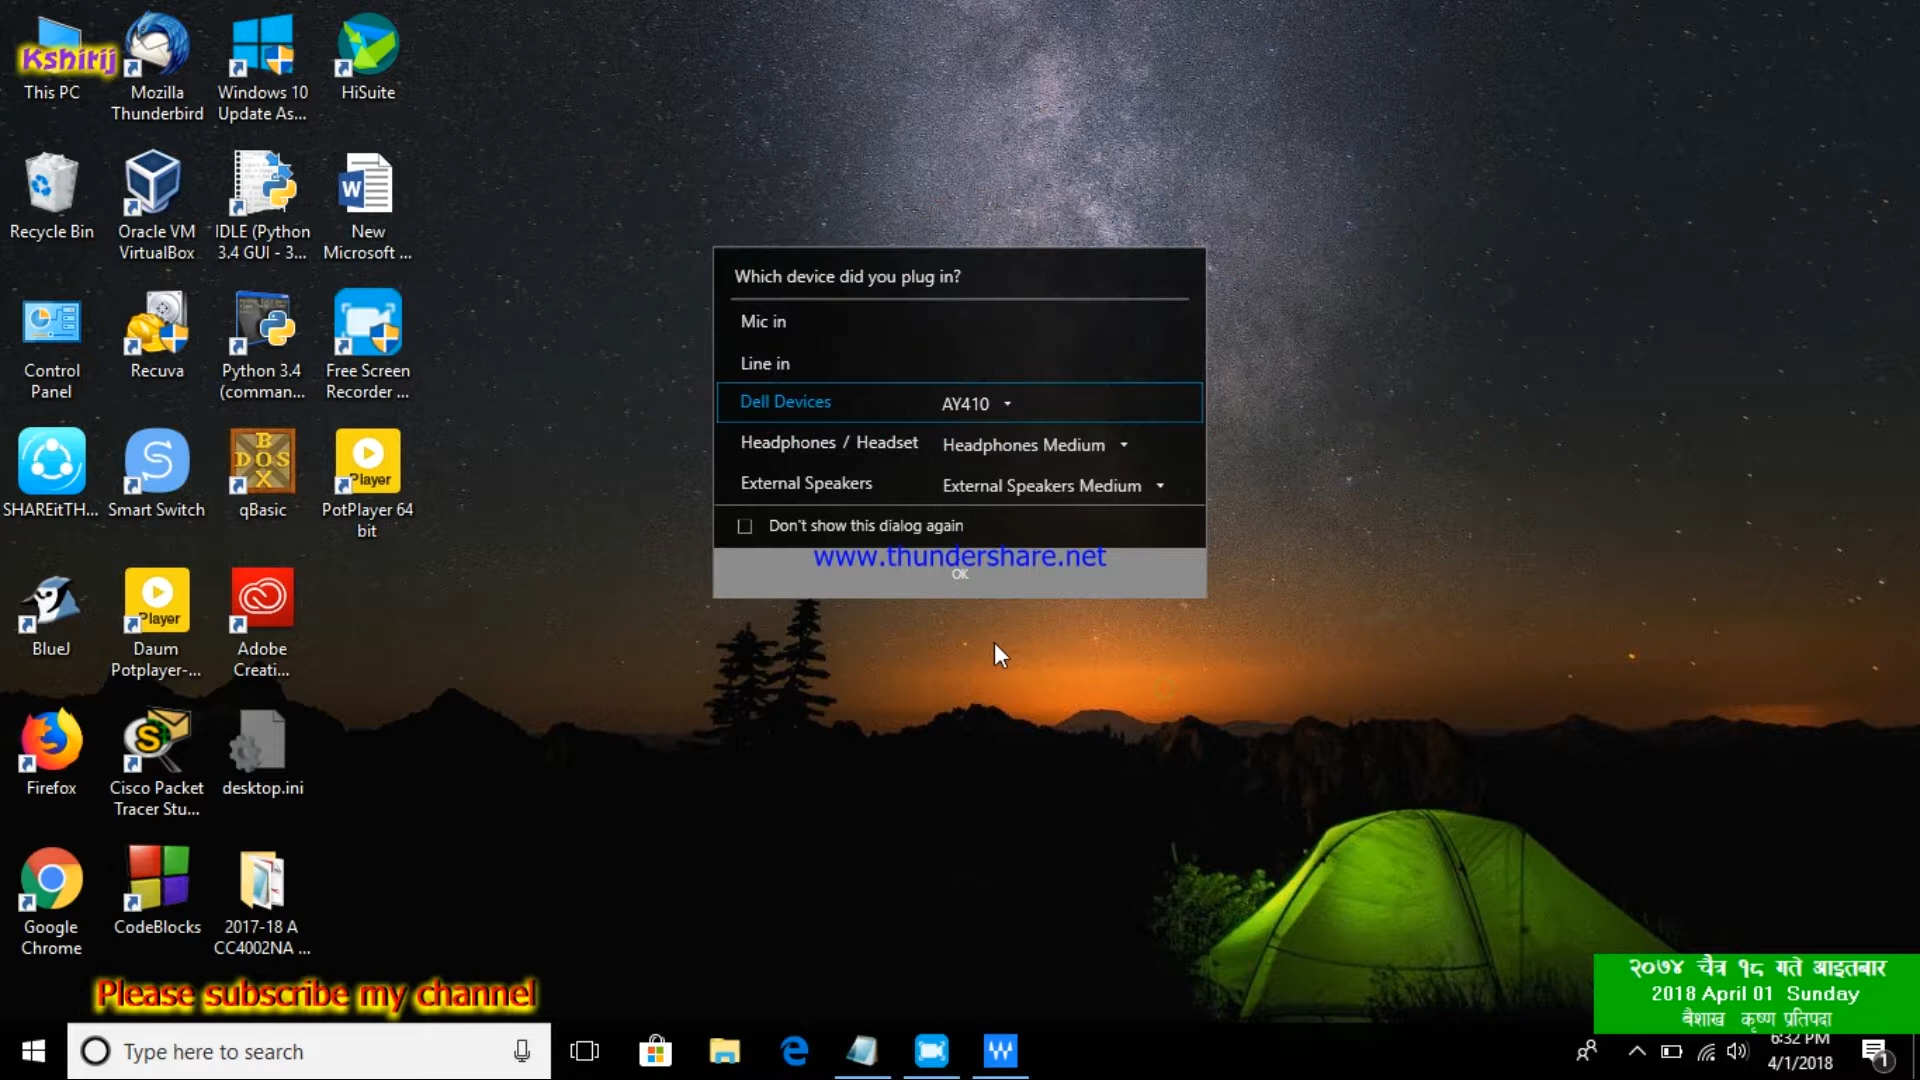 Kshitij
This PC
Mozilla
Thunderbird
Windows 10
Update As...
HiSuite
Recycle Bin
Oracle VM
VirtualBox
IDLE (Python
3.4 GUI - 3...
New
Microsoft ...
Control
Panel
Recuva
Python 3.4
(comman...
Free Screen
Recorder ...
SHAREitTH...
Smart Switch
BDOSX
qBasic
Player
PotPlayer 64
bit
BlueJ
Player
Daum
Potplayer-...
Adobe
Creati...
Firefox
Cisco Packet
Tracer Stu...
desktop.ini
Google
Chrome
CodeBlocks
2017-18 A
CC4002NA ...
Which device did you plug in?
Mic in
Line in
Dell Devices AY410
Headphones / Headset Headphones Medium
External Speakers External Speakers Medium
Don't show this dialog again
www.thundershare.net
OK
Please subscribe my channel
२०७४ चैत्र १८ गते आइतबार
2018 April 01 Sunday
बैशाख कृष्ण प्रतिपदा
Type here to search
6:32 PM
4/1/2018
1